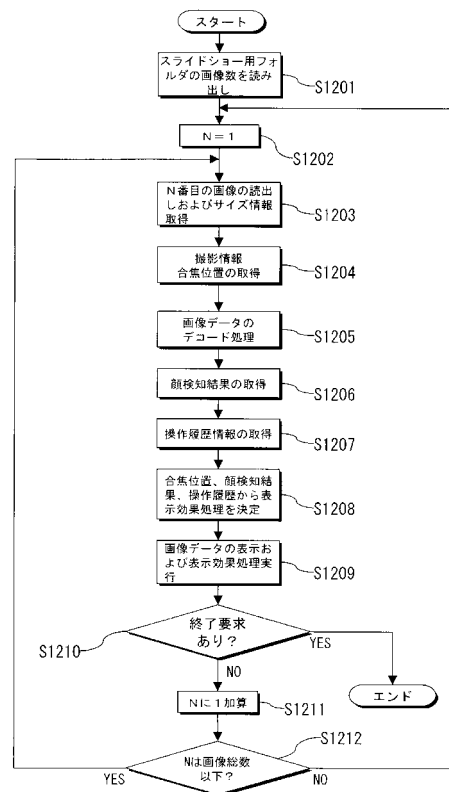 スタート
スライドショー用フォ
ルダの画像数を読み
出し
S1201
N=1
S1202
N番目の画像の読出
しおよびサイズ情報
取得
S1203
撮影情報
合焦位置の取得
S1204
画像データの
デコード処理
S1205
顔検知結果の取得
S1206
操作履歴情報の取得
S1207
合焦位置、顔検知結
果、操作履歴から表
示効果処理を決定
S1208
画像データの表示お
よび表示効果処理実
行
S1209
終了要求
あり?
S1210
YES
NO
エンド
Nに1加算
S1211
Nは画像総数
以下?
S1212
YES
NO